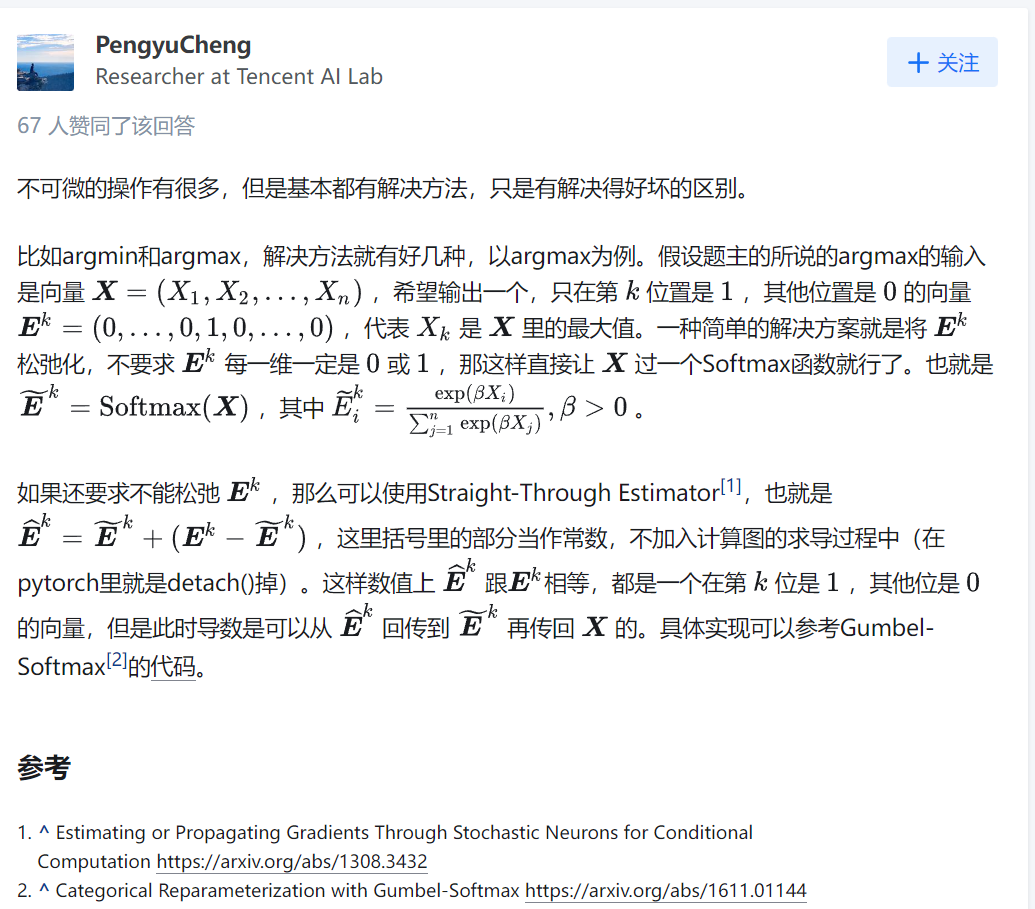 PengyuCheng
Researcher at Tencent AI Lab
+ 关注
67 人赞同了该回答
不可微的操作有很多，但是基本都有解决方法，只是有解决得好坏的区别。
比如argmin和argmax，解决方法就有好几种，以argmax为例。假设题主的所说的argmax的输入
是向量 $\boldsymbol{X} = (X_1, X_2, \ldots, X_n)$ ，希望输出一个，只在第 $k$ 位置是 $1$ ，其他位置是 $0$ 的向量
$\boldsymbol{E}^k = (0, \ldots, 0, 1, 0, \ldots, 0)$ ，代表 $X_k$ 是 $\boldsymbol{X}$ 里的最大值。一种简单的解决方案就是将 $\boldsymbol{E}^k$
松弛化，不要求 $\boldsymbol{E}^k$ 每一维一定是 $0$ 或 $1$ ，那这样直接让 $\boldsymbol{X}$ 过一个Softmax函数就行了。也就是
$\widetilde{\boldsymbol{E}}^k = \text{Softmax}(\boldsymbol{X})$ ，其中 $\widetilde{E}_i^k = \frac{\exp(\beta X_i)}{\sum_{j=1}^n \exp(\beta X_j)}, \beta > 0$ 。
如果还要求不能松弛 $\boldsymbol{E}^k$ ，那么可以使用Straight-Through Estimator[1]，也就是
$\widehat{\boldsymbol{E}}^k = \widetilde{\boldsymbol{E}}^k + (\boldsymbol{E}^k - \widetilde{\boldsymbol{E}}^k)$ ，这里括号里的部分当作常数，不加入计算图的求导过程中（在
pytorch里就是detach()掉）。这样数值上 $\widehat{\boldsymbol{E}}^k$ 跟$\boldsymbol{E}^k$相等，都是一个在第 $k$ 位是 $1$ ，其他位是 $0$
的向量，但是此时导数是可以从 $\widehat{\boldsymbol{E}}^k$ 回传到 $\widetilde{\boldsymbol{E}}^k$ 再传回 $\boldsymbol{X}$ 的。具体实现可以参考Gumbel-
Softmax[2]的代码。
参考
1. ^ Estimating or Propagating Gradients Through Stochastic Neurons for Conditional
Computation https://arxiv.org/abs/1308.3432
2. ^ Categorical Reparameterization with Gumbel-Softmax https://arxiv.org/abs/1611.01144